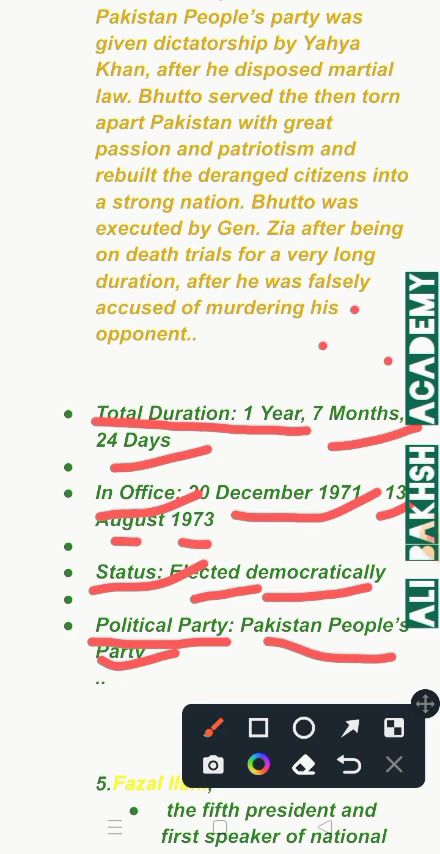 Pakistan People's party was
given dictatorship by Yahya
Khan, after he disposed martial
law. Bhutto served the then torn
apart Pakistan with great
passion and patriotism and
rebuilt the deranged citizens into
a strong nation. Bhutto was
executed by Gen. Zia after being
on death trials for a very long
duration, after he was falsely
accused of murdering his
opponent..
Total Duration: 1 Year, 7 Months,
24 Days
In Office: 20 December 1971 13
August 1973
Status: Elected democratically
Political Party: Pakistan People's
Party
..
5.Fazal
the fifth president and
first speaker of national
ALI BAKHSH ACADEMY